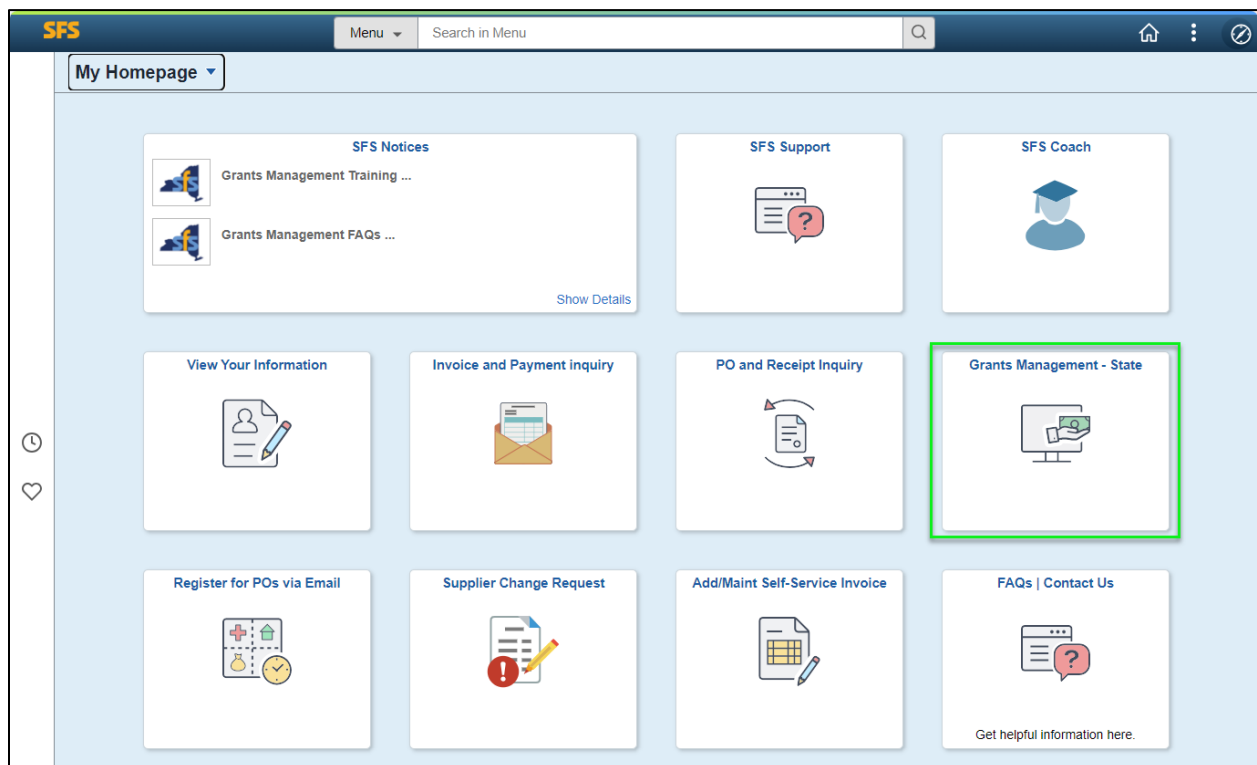 SFS
Menu
Search in Menu
My Homepage
SFS Notices
sfs
Grants Management Training ...
sfs
Grants Management FAQs ...
Show Details
SFS Support
?
SFS Coach
View Your Information
Invoice and Payment inquiry
PO and Receipt Inquiry
Grants Management - State
Register for POs via Email
Supplier Change Request
!
Add/Maint Self-Service Invoice
FAQs | Contact Us
?
Get helpful information here.